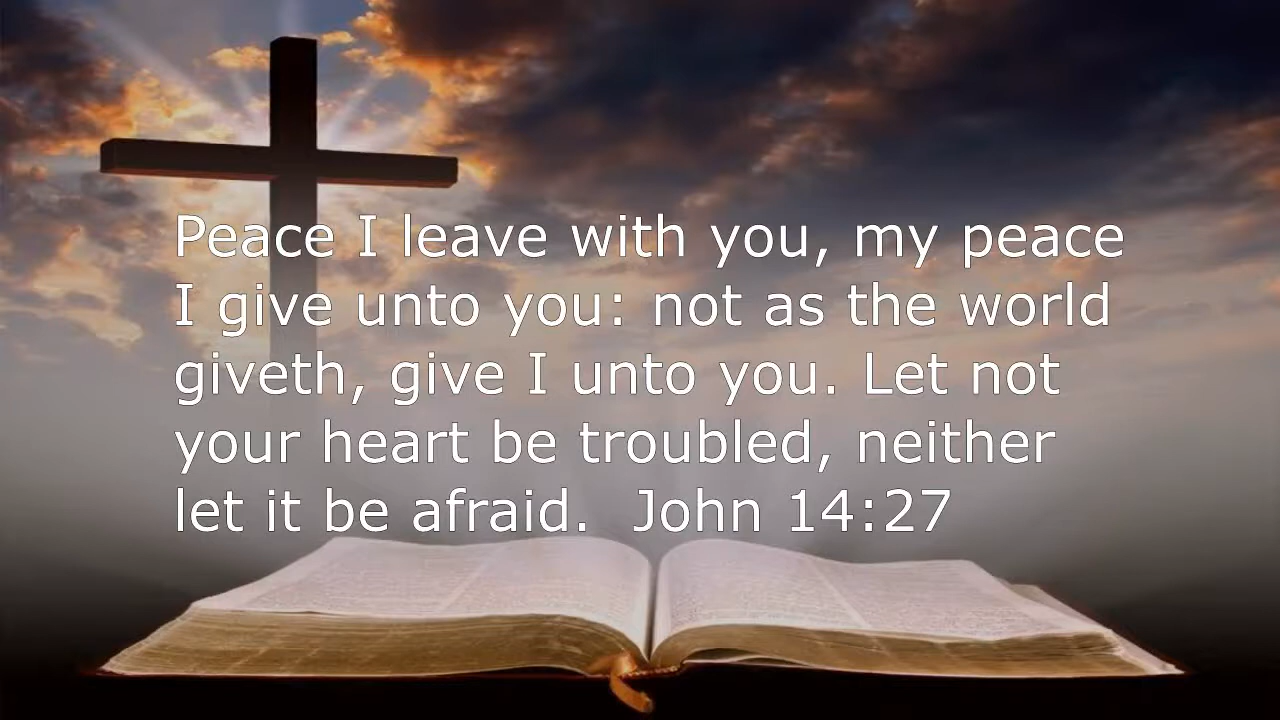 Peace I leave with you, my peace
I give unto you: not as the world
giveth, give I unto you. Let not
your heart be troubled, neither
let it be afraid.  John 14:27